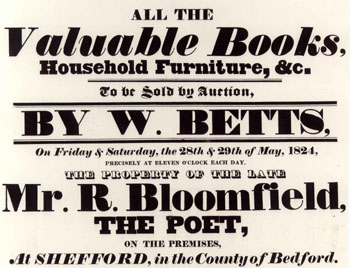 ALL THE
Valuable Books,
Household Furniture, &c.
To be Sold by Auction,
BY W. BETTS,
On Friday & Saturday, the 28th & 29th of May, 1824,
PRECISELY AT ELEVEN O'CLOCK EACH DAY.
THE PROPERTY OF THE LATE
Mr. R. Bloomfield,
THE POET,
ON THE PREMISES,
At SHEFFORD, in the County of Bedford.